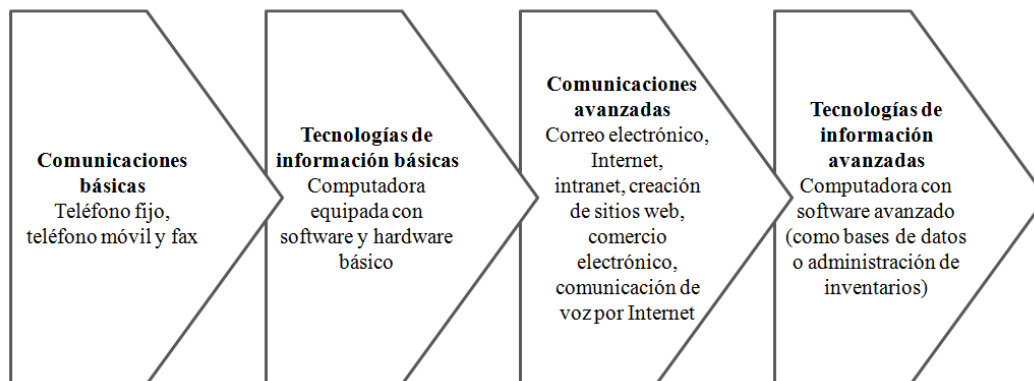 Comunicaciones
básicas
Teléfono fijo,
teléfono móvil y fax
Tecnologías de
información básicas
Computadora
equipada con
software y hardware
básico
Comunicaciones
avanzadas
Correo electrónico,
Internet,
intranet, creación
de sitios web,
comercio
electrónico,
comunicación de
voz por Internet
Tecnologías de
información
avanzadas
Computadora con
software avanzado
(como bases de datos
o administración de
inventarios)